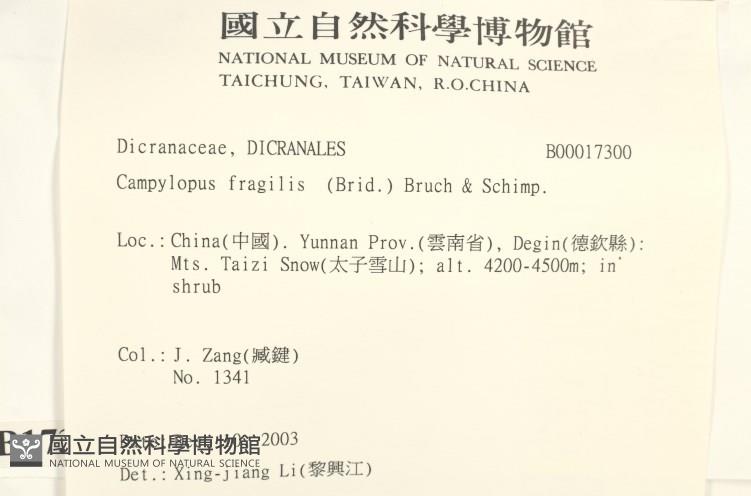 國立自然科學博物館
NATIONAL MUSEUM OF NATURAL SCIENCE
TAICHUNG, TAIWAN, R.O.CHINA
Dicranaceae, DICRANALES B00017300
Campylopus fragilis (Brid.) Bruch & Schimp.
Loc.: China(中國). Yunnan Prov.(雲南省), Degin(德欽縣):
Mts. Taizi Snow(太子雪山); alt. 4200-4500m; in
shrub
Col.: J. Zang(臧鍵)
No. 1341
2003
國立自然科學博物館
NATIONAL MUSEUM OF NATURAL SCIENCE
Det.: Xing-jiang Li(黎興江)